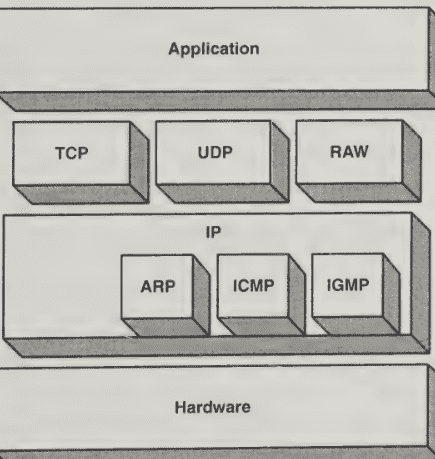 Application
TCP UDP RAW
IP
ARP ICMP IGMP
Hardware